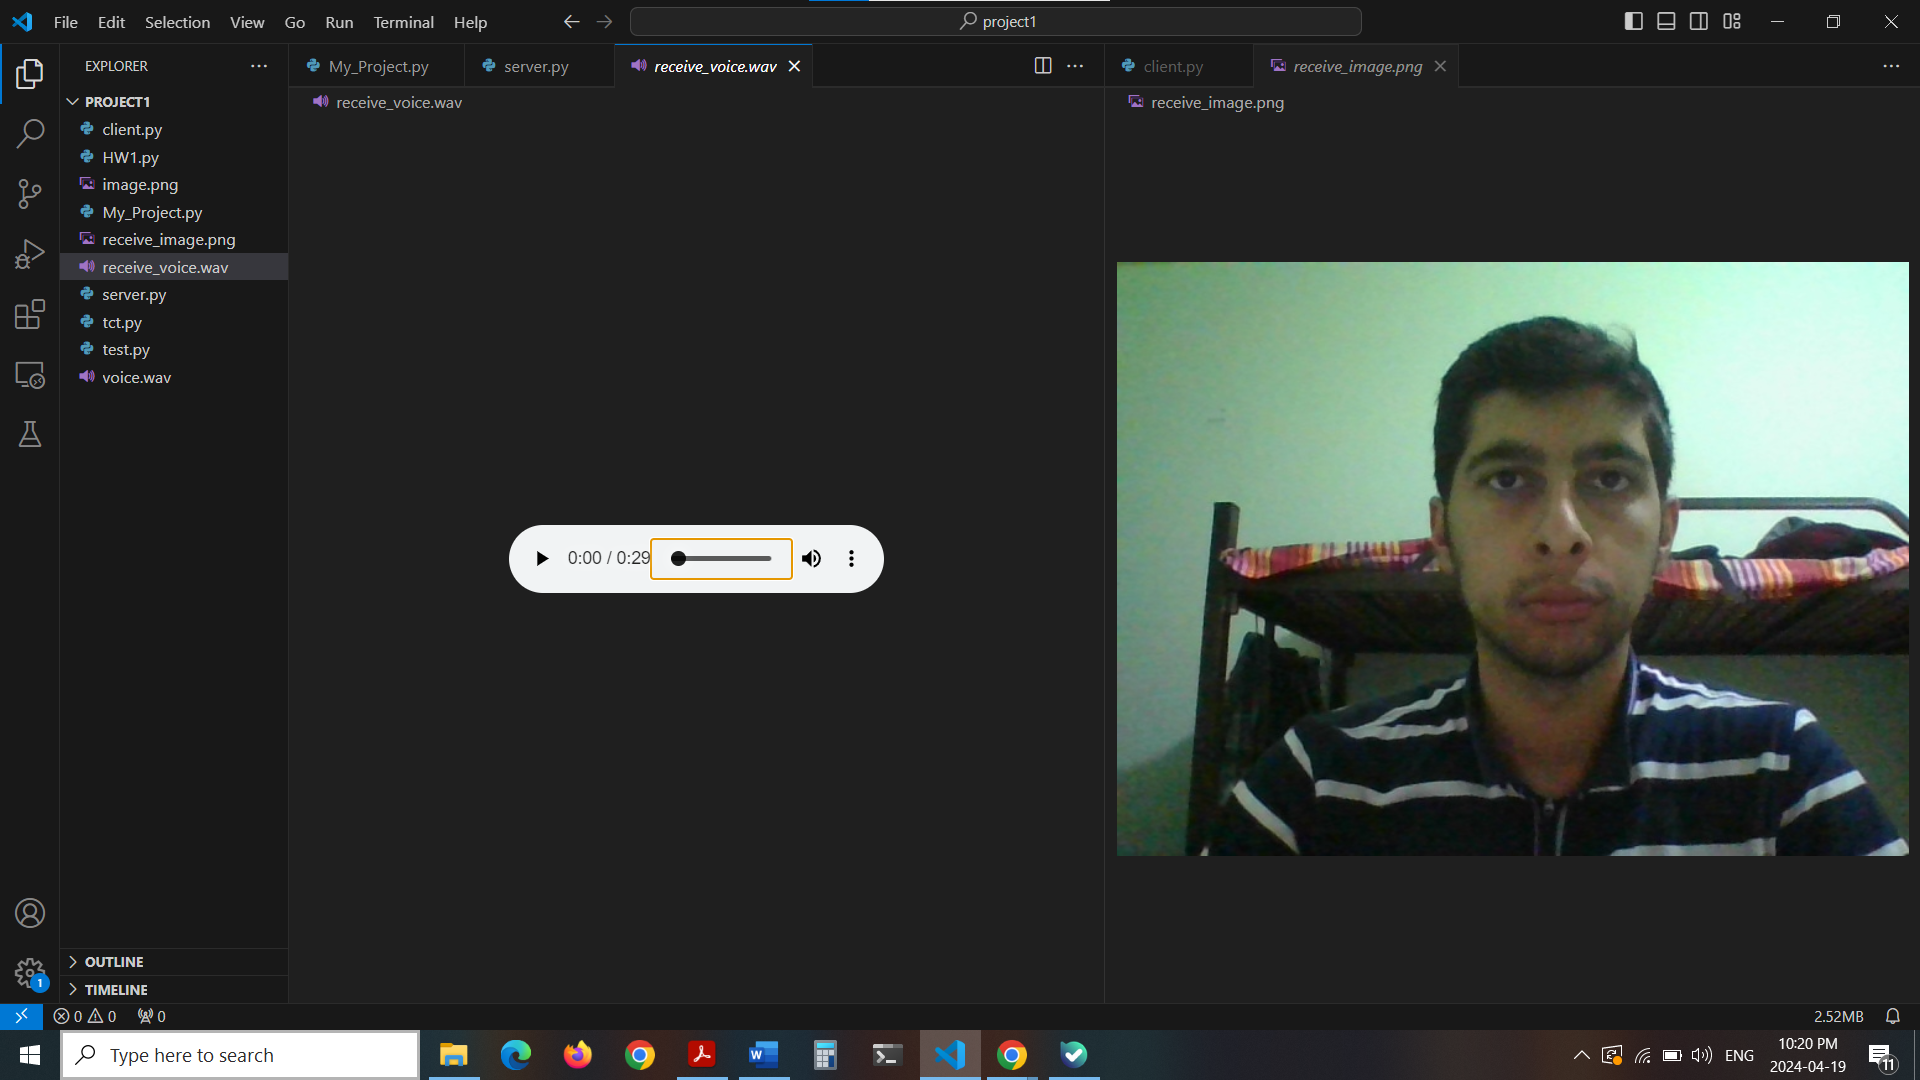 File Edit Selection View Go Run Terminal Help
project1
EXPLORER
PROJECT1
client.py
HW1.py
image.png
My_Project.py
receive_image.png
receive_voice.wav
server.py
tct.py
test.py
voice.wav
OUTLINE
TIMELINE
My_Project.py server.py receive_voice.wav
receive_voice.wav
0:00 / 0:29
client.py receive_image.png
receive_image.png
1
0 0 0
2.52MB
Type here to search
ENG
10:20 PM
2024-04-19
11